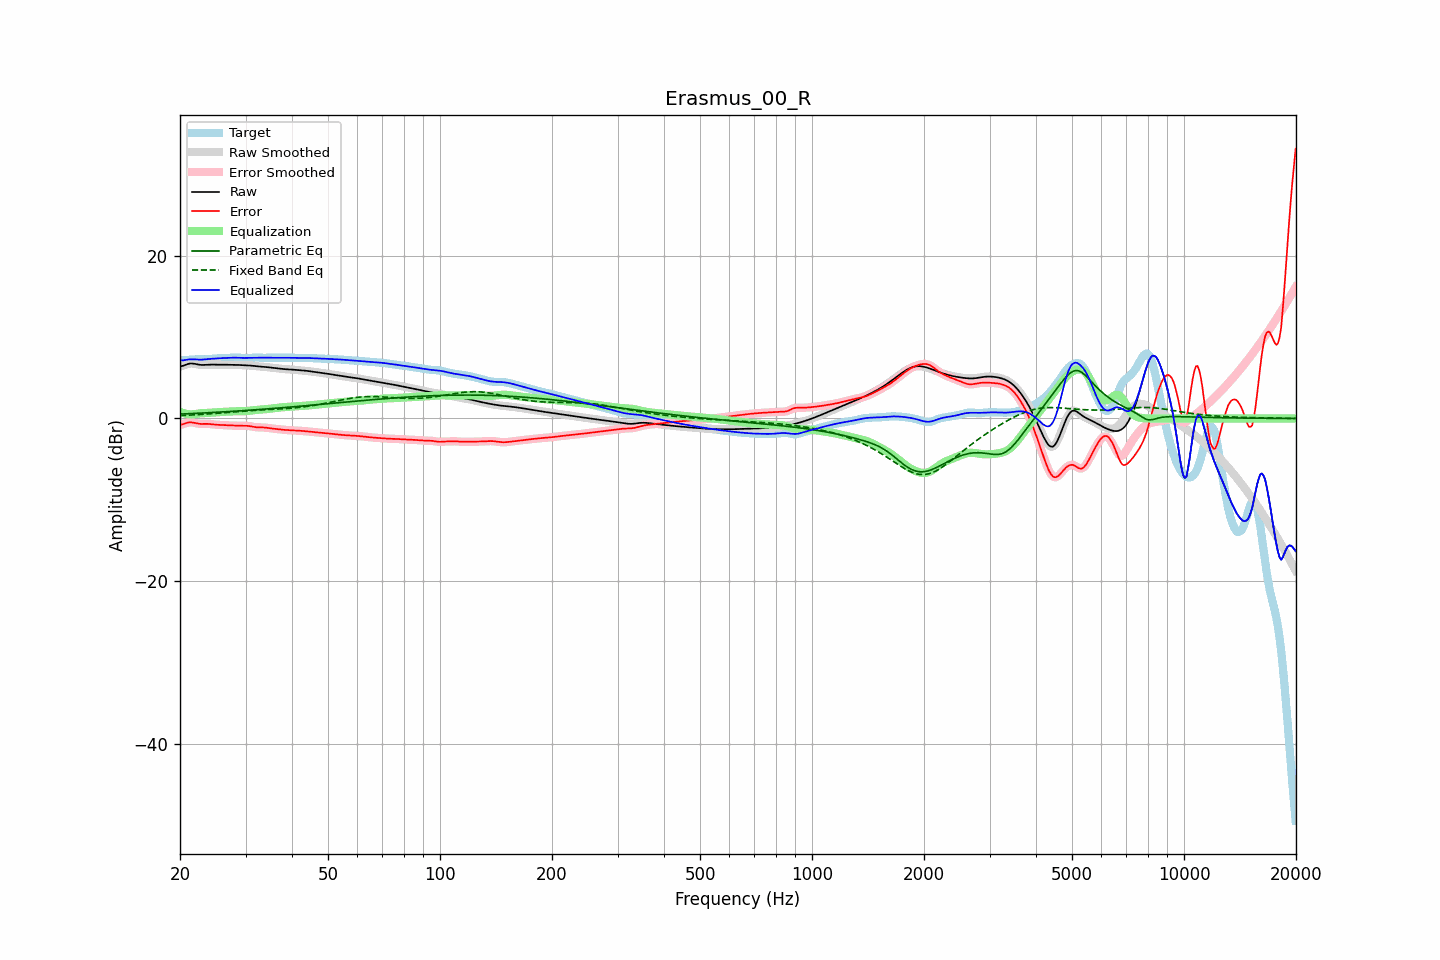 Erasmus_00_R
Target
Raw Smoothed
Error Smoothed
Raw
Error
Equalization
Parametric Eq
Fixed Band Eq
Equalized
Amplitude (dBr)
20
0
−20
−40
20 50 100 200 500 1000 2000 5000 10000 20000
Frequency (Hz)